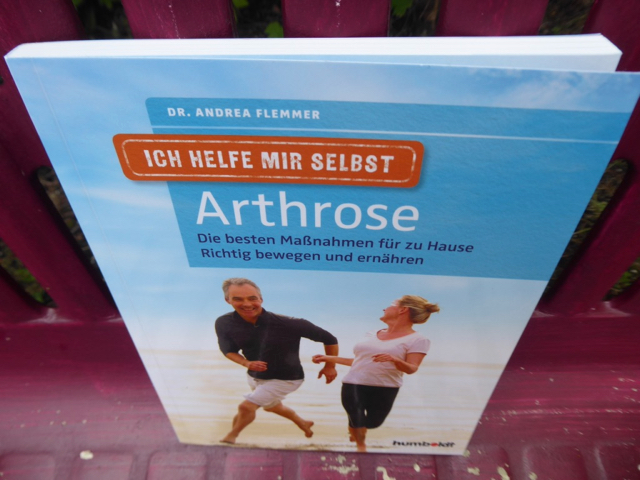 DR. ANDREA FLEMMER
ICH HELFE MIR SELBST
Arthrose
Die besten Maßnahmen für zu Hause
Richtig bewegen und ernähren
humboldt